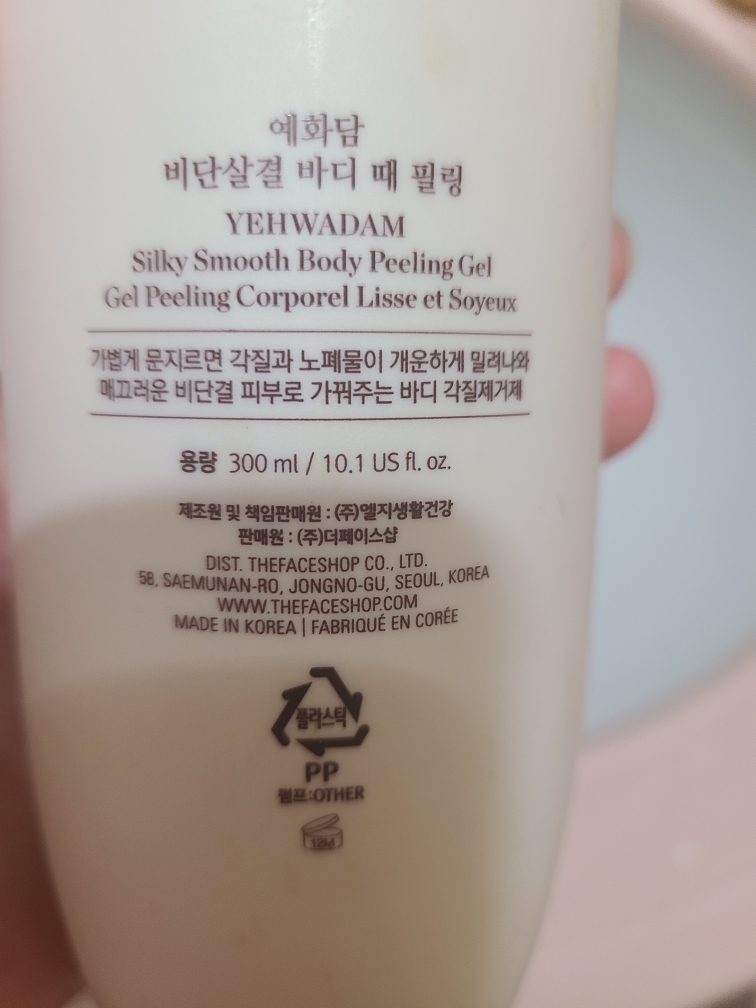 예화담
비단살결 바디 때 필링
YEHWADAM
Silky Smooth Body Peeling Gel
Gel Peeling Corporel Lisse et Soyeux
가볍게 문지르면 각질과 노폐물이 개운하게 밀려나와
매끄러운 비단결 피부로 가꿔주는 바디 각질제거제
용량 300 ml / 10.1 US fl. oz.
제조원 및 책임판매원 : (주)엘지생활건강
판매원 : (주)더페이스샵
DIST. THEFACESHOP CO., LTD.
58, SAEMUNAN-RO, JONGNO-GU, SEOUL, KOREA
WWW.THEFACESHOP.COM
MADE IN KOREA | FABRIQUÉ EN CORÉE
플라스틱
PP
펌프:OTHER
12M